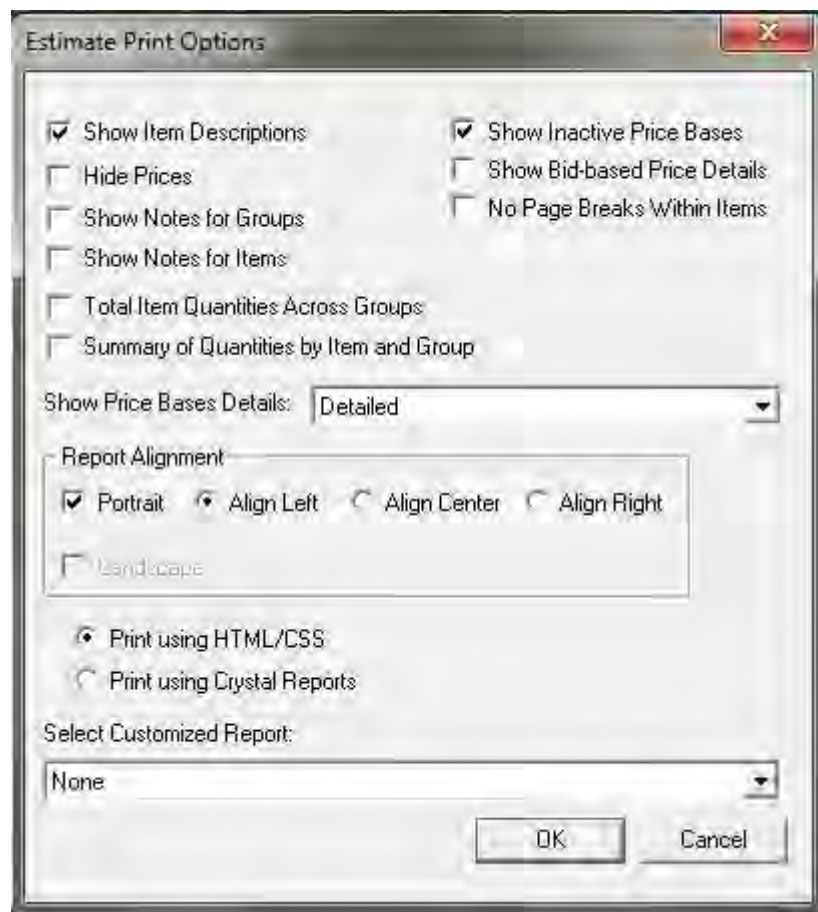 Estimate Print Options
Show Item Descriptions
Show Inactive Price Bases
Hide Prices
Show Bid-based Price Details
Show Notes for Groups
No Page Breaks Within Items
Show Notes for Items
Total Item Quantities Across Groups
Summary of Quantities by Item and Group
Show Price Bases Details: Detailed
Report Alignment
Portrait Align Left Align Center Align Right
Landscape
Print using HTML/CSS
Print using Crystal Reports
Select Customized Report:
None
OK Cancel